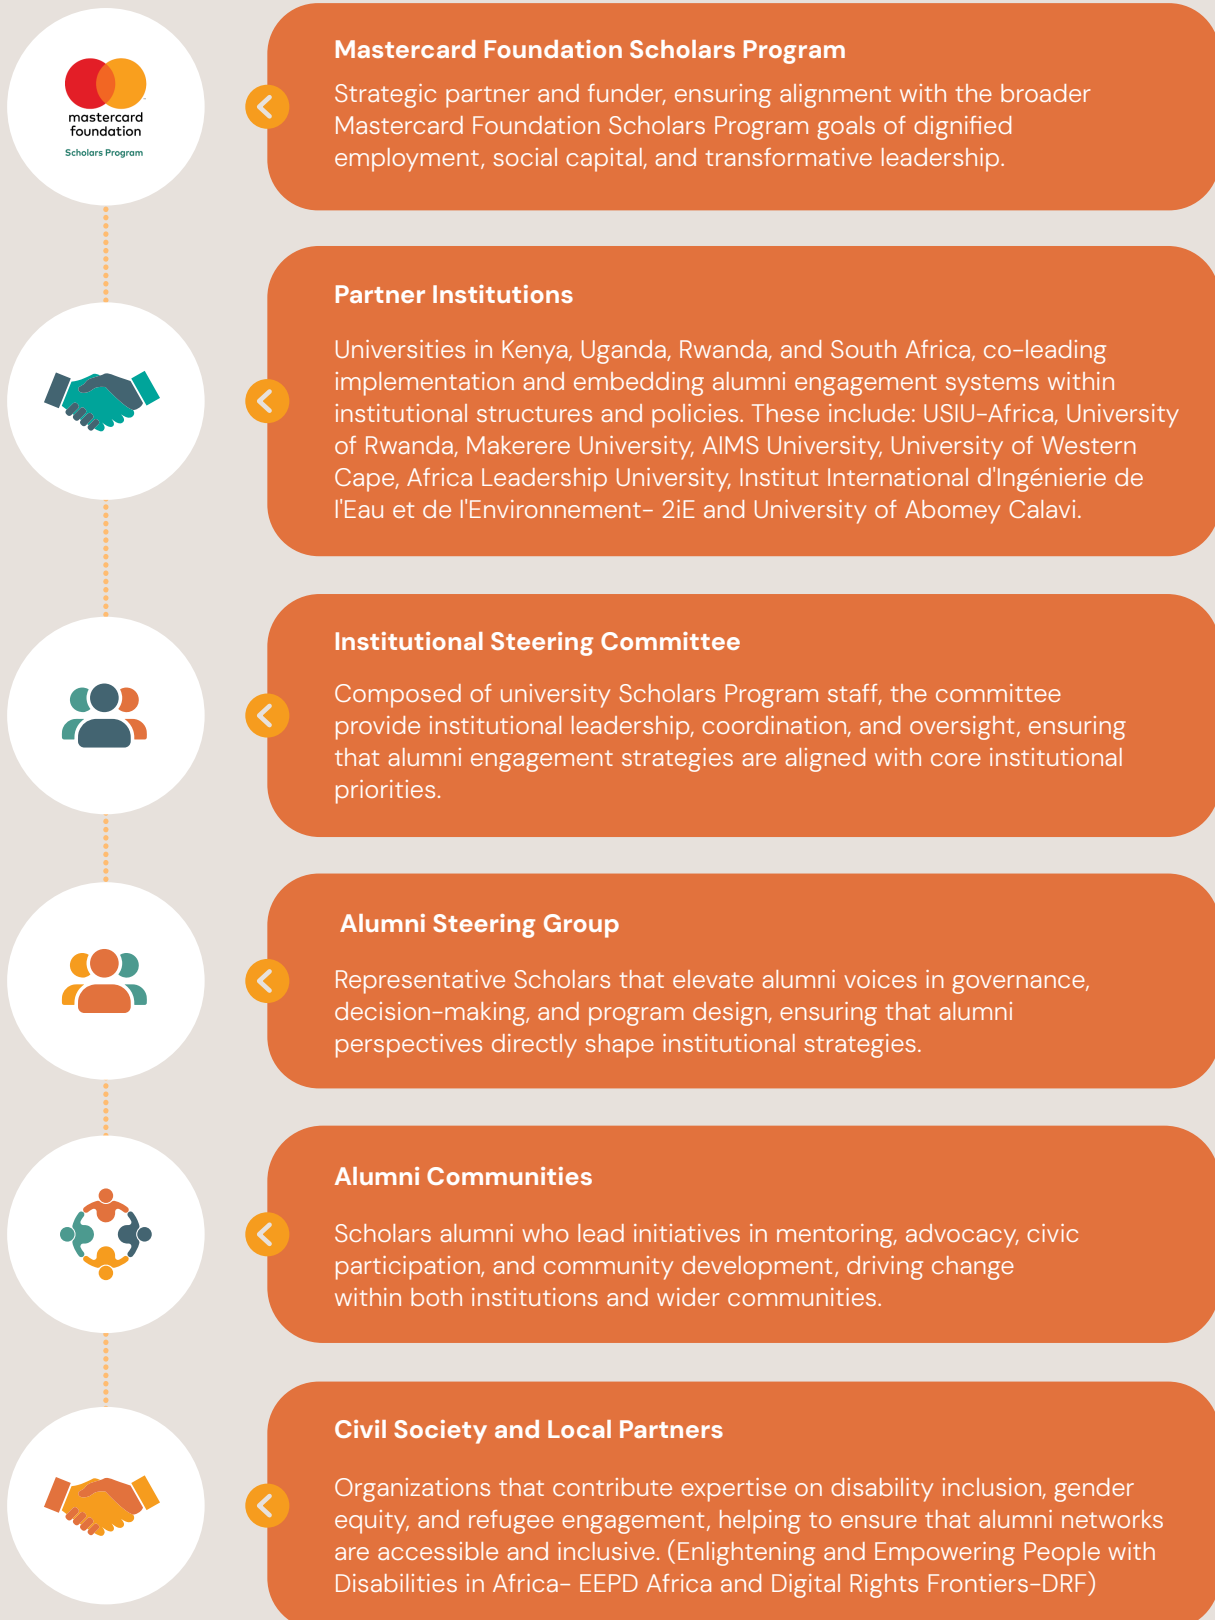 mastercard
foundation
Scholars Program
Mastercard Foundation Scholars Program
Strategic partner and funder, ensuring alignment with the broader
Mastercard Foundation Scholars Program goals of dignified
employment, social capital, and transformative leadership.
Partner Institutions
Universities in Kenya, Uganda, Rwanda, and South Africa, co-leading
implementation and embedding alumni engagement systems within
institutional structures and policies. These include: USIU-Africa, University
of Rwanda, Makerere University, AIMS University, University of Western
Cape, Africa Leadership University, Institut International d'Ingénierie de
l'Eau et de l'Environnement- 2iE and University of Abomey Calavi.
Institutional Steering Committee
Composed of university Scholars Program staff, the committee
provide institutional leadership, coordination, and oversight, ensuring
that alumni engagement strategies are aligned with core institutional
priorities.
Alumni Steering Group
Representative Scholars that elevate alumni voices in governance,
decision-making, and program design, ensuring that alumni
perspectives directly shape institutional strategies.
Alumni Communities
Scholars alumni who lead initiatives in mentoring, advocacy, civic
participation, and community development, driving change
within both institutions and wider communities.
Civil Society and Local Partners
Organizations that contribute expertise on disability inclusion, gender
equity, and refugee engagement, helping to ensure that alumni networks
are accessible and inclusive. (Enlightening and Empowering People with
Disabilities in Africa- EEPD Africa and Digital Rights Frontiers-DRF)